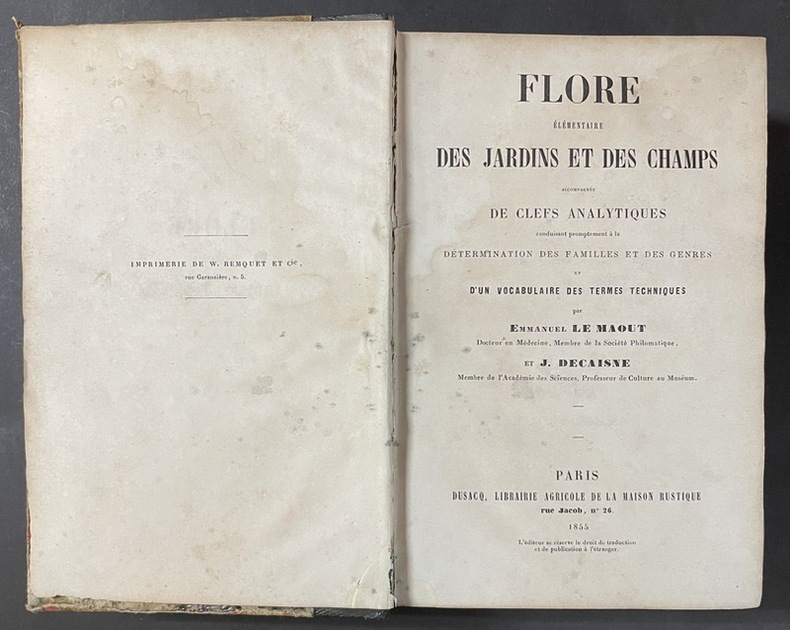 IMPRIMERIE DE W. REMQUET ET Cie,
rue Garancière, n. 5.
FLORE
ÉLÉMENTAIRE
DES JARDINS ET DES CHAMPS
ACCOMPAGNÉE
DE CLEFS ANALYTIQUES
conduisant promptement à la
DÉTERMINATION DES FAMILLES ET DES GENRES
ET
D'UN VOCABULAIRE DES TERMES TECHNIQUES
par
EMMANUEL LE MAOUT
Docteur en Médecine, Membre de la Société Philomatique,
ET J. DECAISNE
Membre de l'Académie des Sciences, Professeur de Culture au Muséum.
PARIS
DUSACQ, LIBRAIRIE AGRICOLE DE LA MAISON RUSTIQUE
rue Jacob, n° 26.
1855
L'éditeur se réserve le droit de traduction
et de publication à l'étranger.